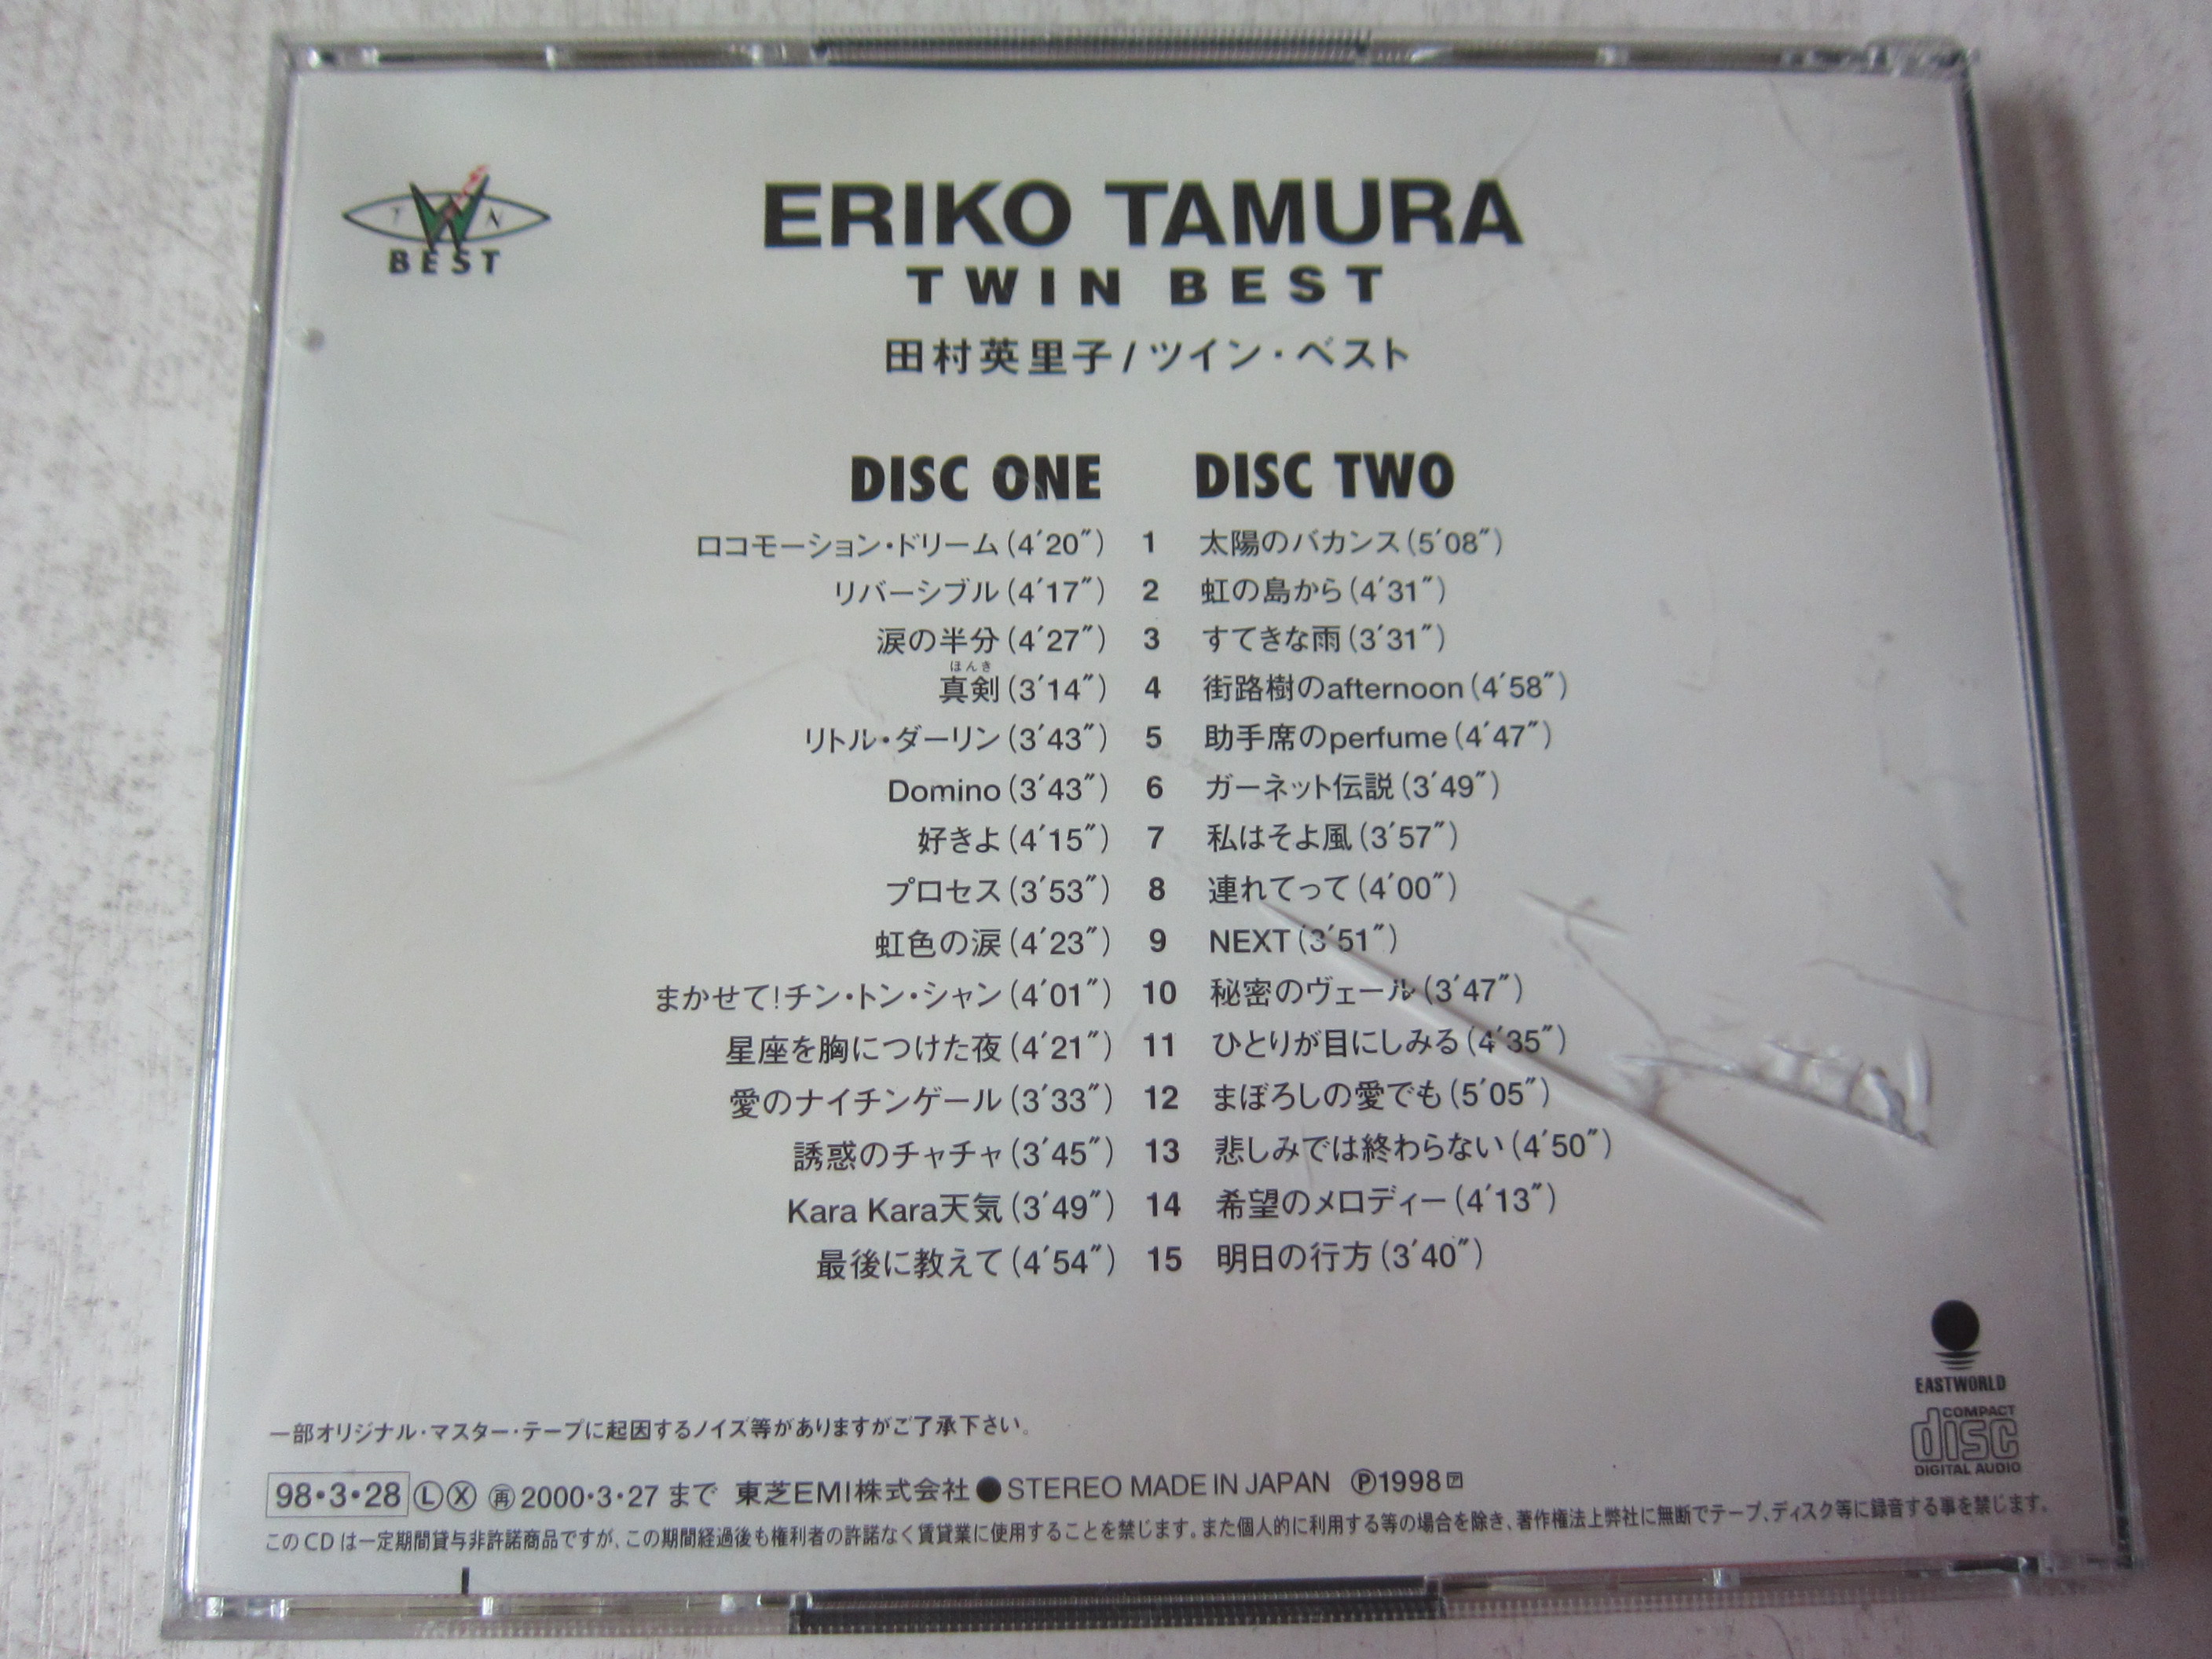 TWIN
BEST
ERIKO TAMURA
TWIN BEST
田村英里子/ツイン・ベスト
DISC ONE DISC TWO
ロコモーション・ドリーム(4′20″) 1 太陽のバカンス(5′08″)
リバーシブル(4′17″) 2 虹の島から(4′31″)
涙の半分(4′27″) 3 すてきな雨(3′31″)
ほんき
真剣(3′14″) 4 街路樹のafternoon(4′58″)
リトル・ダーリン(3′43″) 5 助手席のperfume(4′47″)
Domino(3′43″) 6 ガーネット伝説(3′49″)
好きよ(4′15″) 7 私はそよ風(3′57″)
プロセス(3′53″) 8 連れてって(4′00″)
虹色の涙(4′23″) 9 NEXT(3′51″)
まかせて!チン・トン・シャン(4′01″) 10 秘密のヴェール(3′47″)
星座を胸につけた夜(4′21″) 11 ひとりが目にしみる(4′35″)
愛のナイチンゲール(3′33″) 12 まぼろしの愛でも(5′05″)
誘惑のチャチャ(3′45″) 13 悲しみでは終わらない(4′50″)
Kara Kara天気(3′49″) 14 希望のメロディー(4′13″)
最後に教えて(4′54″) 15 明日の行方(3′40″)
EASTWORLD
COMPACT
disc
DIGITAL AUDIO
一部オリジナル・マスター・テープに起因するノイズ等がありますがご了承下さい。
98・3・28 Ⓛ Ⓧ ㊢2000・3・27 まで 東芝EMI株式会社●STEREO MADE IN JAPAN Ⓟ1998ア
このCDは一定期間貸与非許諾商品ですが、この期間経過後も権利者の許諾なく賃貸業に使用することを禁じます。また個人的に利用する等の場合を除き、著作権法上弊社に無断でテープ、ディスク等に録音する事を禁じます。